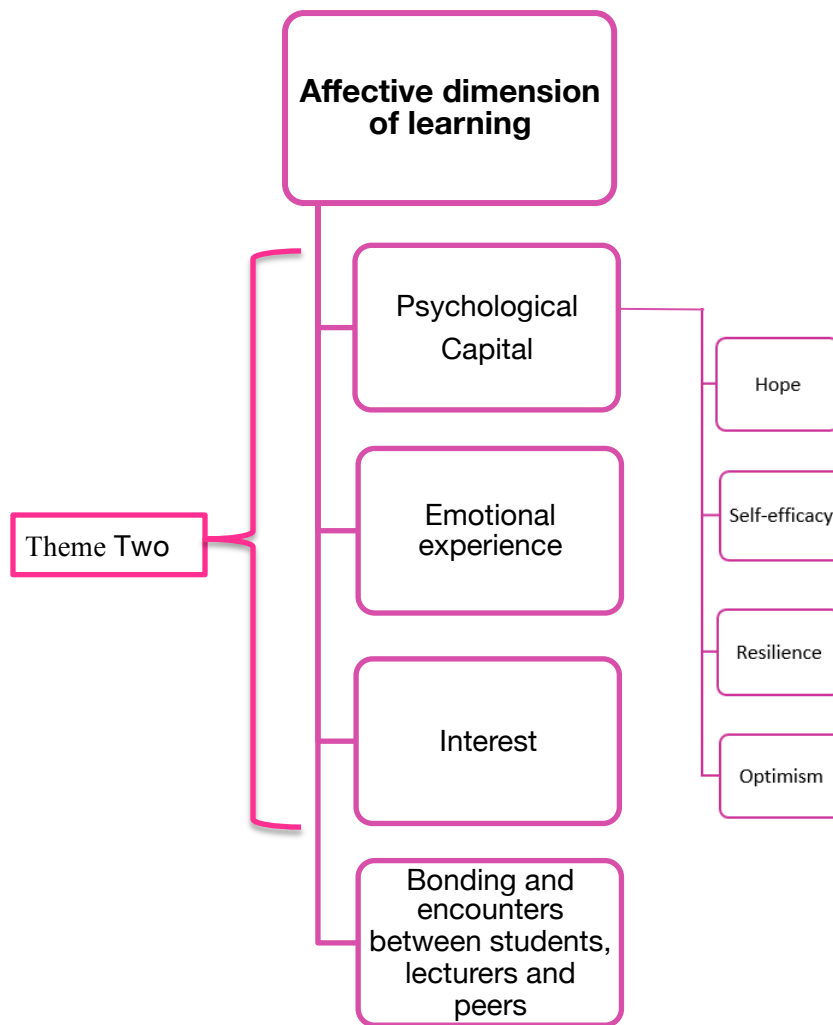 Affective dimension
of learning
Psychological
Capital
Hope
Emotional
experience
Self-efficacy
Theme Two
Resilience
Interest
Optimism
Bonding and
encounters
between students,
lecturers and
peers